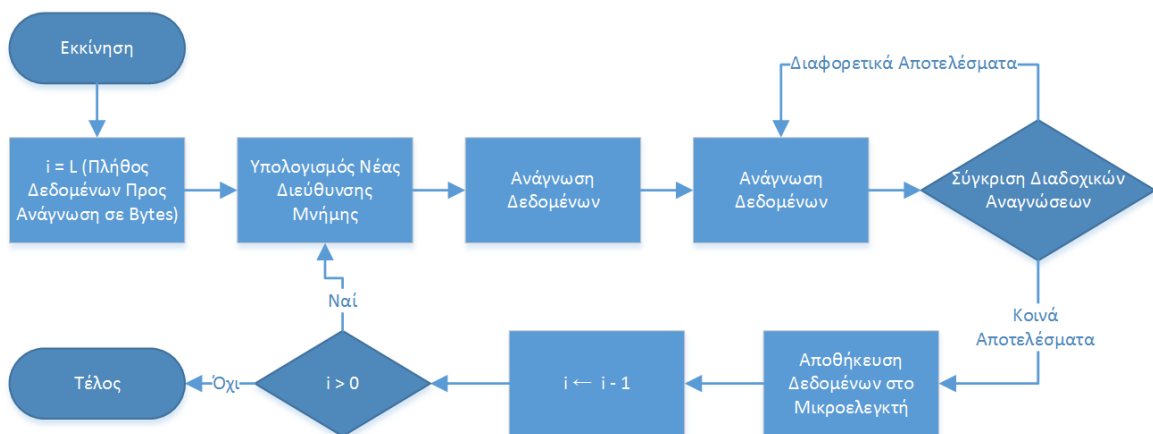 Εκκίνηση
Διαφορετικά Αποτελέσματα
i = L (Πλήθος
Δεδομένων Προς
Ανάγνωση σε Bytes)
Υπολογισμός Νέας
Διεύθυνσης
Μνήμης
Ανάγνωση
Δεδομένων
Ανάγνωση
Δεδομένων
Σύγκριση Διαδοχικών
Αναγνώσεων
Κοινά
Αποτελέσματα
Αποθήκευση
Δεδομένων στο
Μικροελεγκτή
i ← i - 1
i > 0
Ναί
Όχι
Τέλος